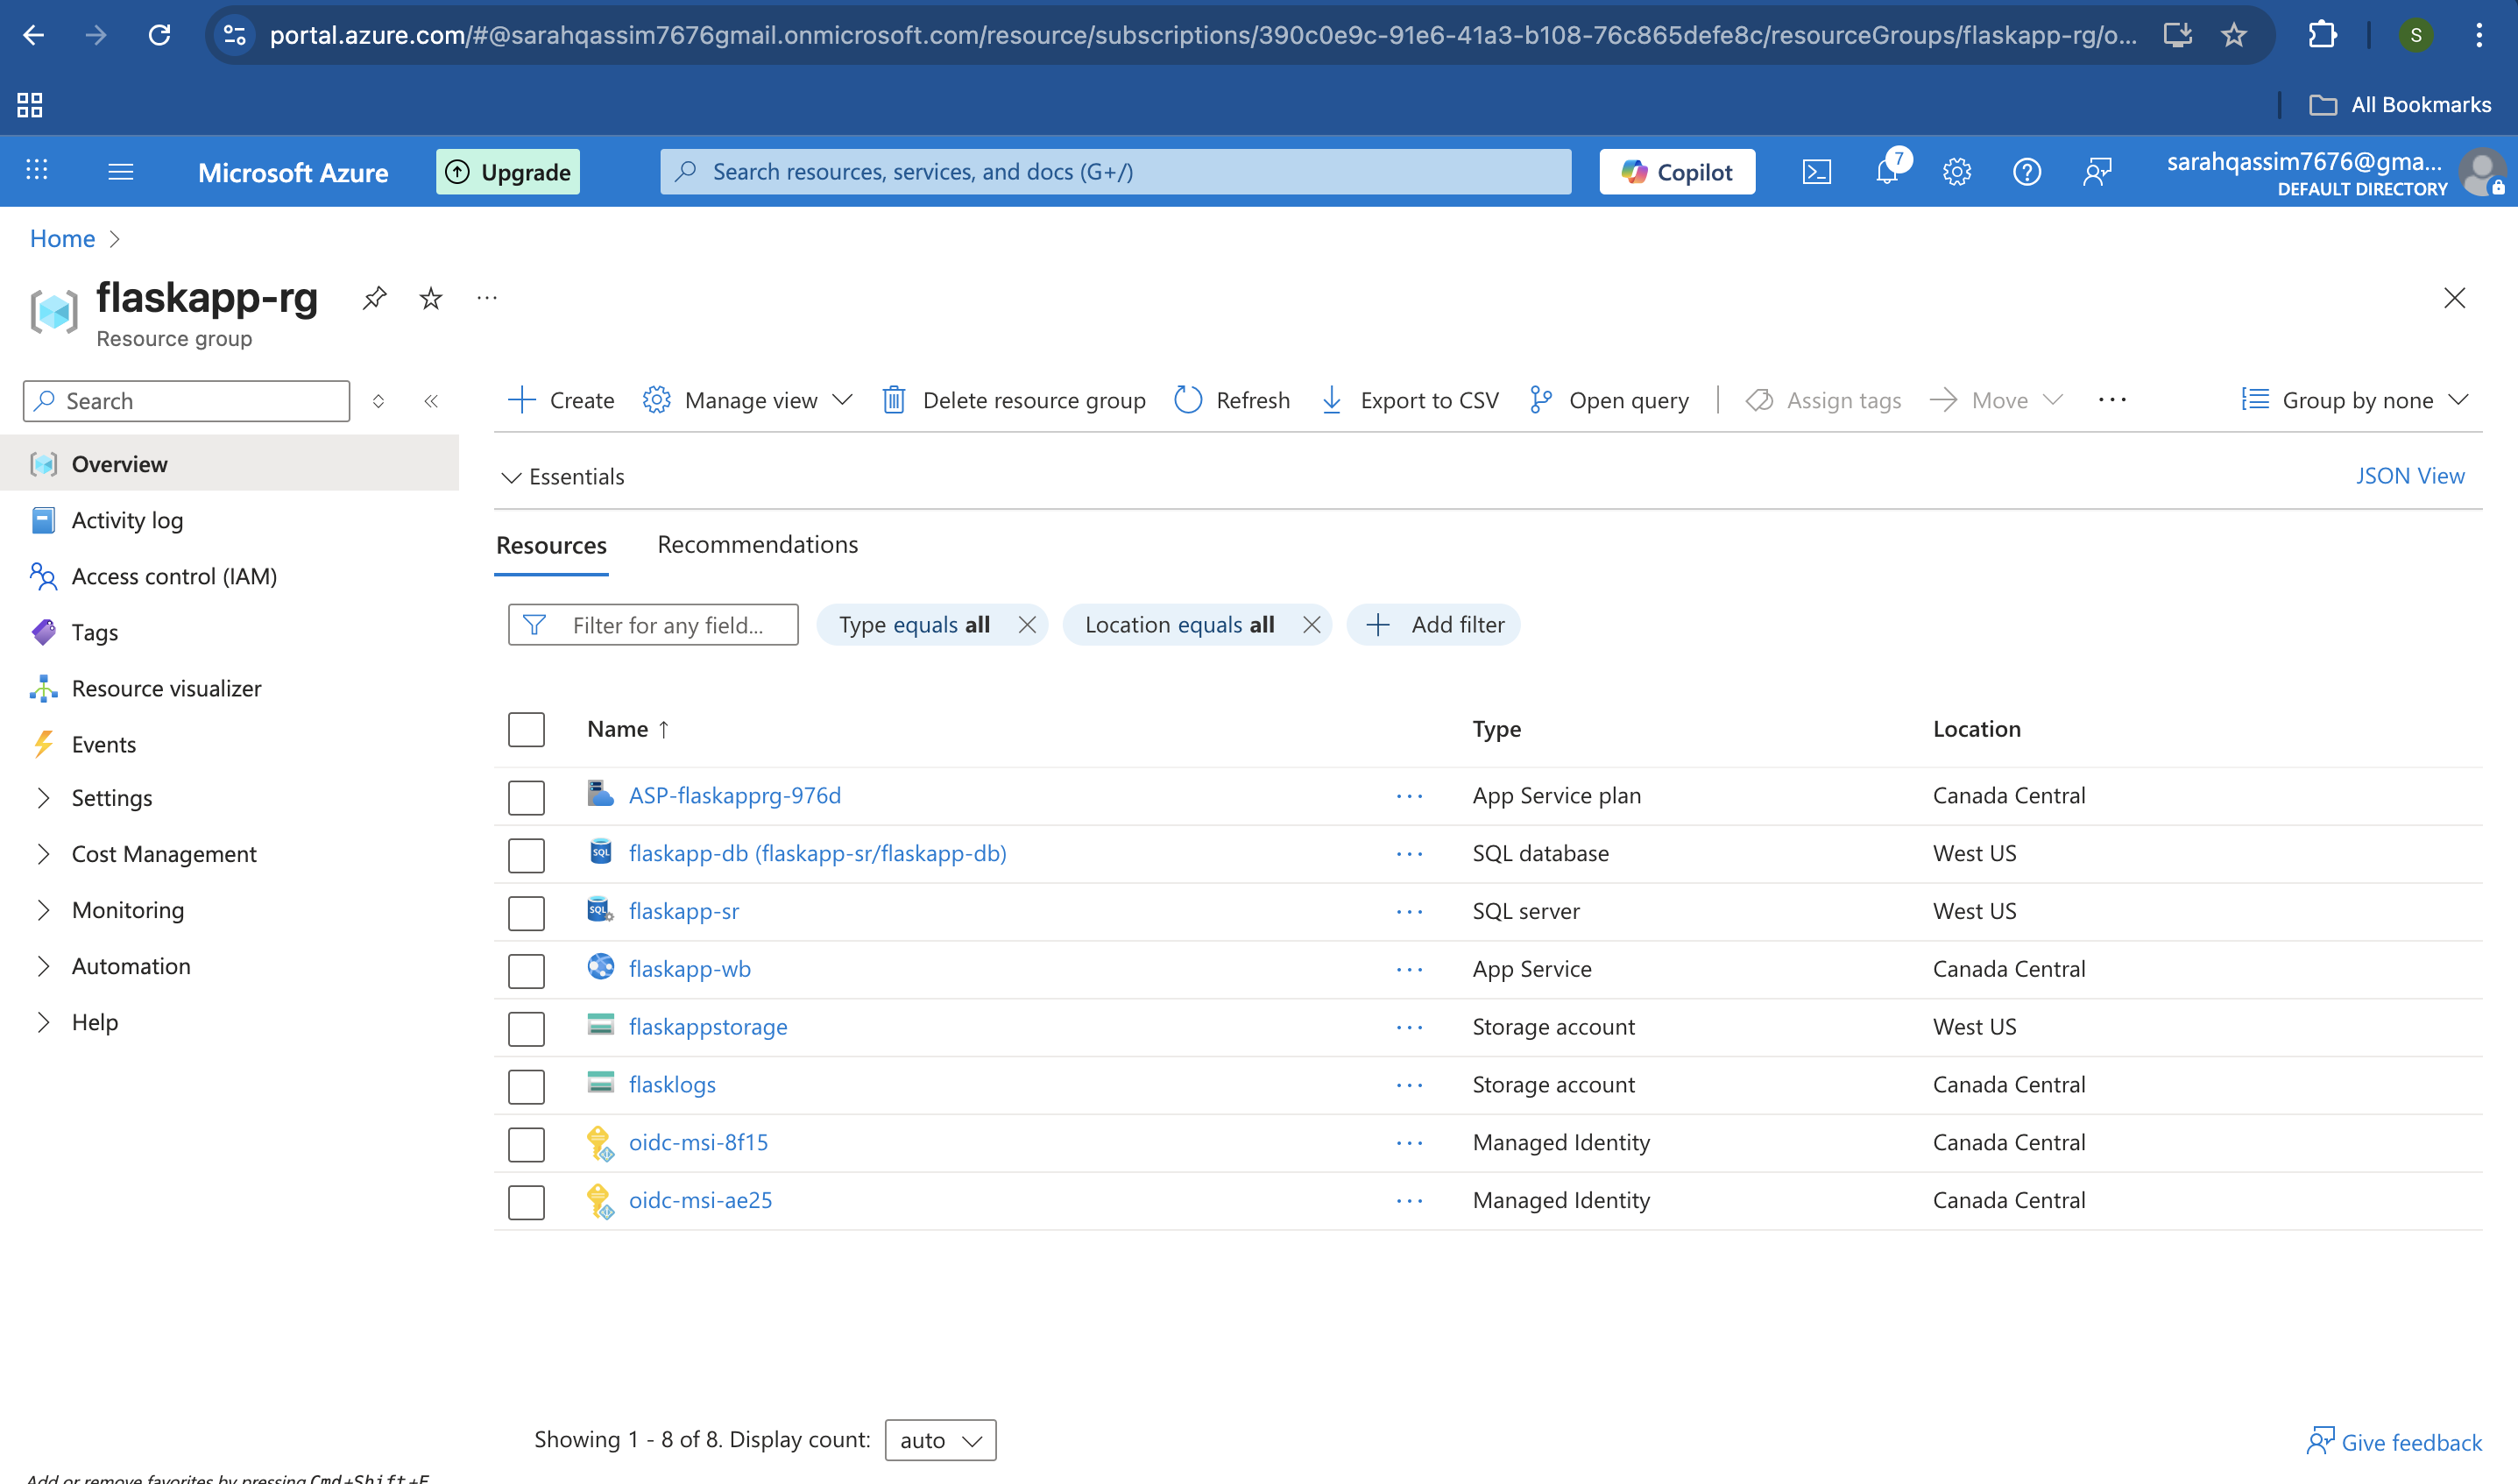 portal.azure.com/#@sarahqassim7676gmail.onmicrosoft.com/resource/subscriptions/390c0e9c-91e6-41a3-b108-76c865defe8c/resourceGroups/flaskapp-rg/o...
S
All Bookmarks
Microsoft Azure
Upgrade
Search resources, services, and docs (G+/)
Copilot
7
sarahqassim7676@gma...
DEFAULT DIRECTORY
Home
flaskapp-rg
Resource group
Search
Create
Manage view
Delete resource group
Refresh
Export to CSV
Open query
Assign tags
Move
Group by none
Overview
Activity log
Access control (IAM)
Tags
Resource visualizer
Events
Settings
Cost Management
Monitoring
Automation
Help
Essentials
JSON View
Resources Recommendations
Filter for any field...
Type equals all
Location equals all
Add filter
Name ↑ Type Location
ASP-flaskapprg-976d ... App Service plan Canada Central
flaskapp-db (flaskapp-sr/flaskapp-db) ... SQL database West US
flaskapp-sr ... SQL server West US
flaskapp-wb ... App Service Canada Central
flaskappstorage ... Storage account West US
flasklogs ... Storage account Canada Central
oidc-msi-8f15 ... Managed Identity Canada Central
oidc-msi-ae25 ... Managed Identity Canada Central
Showing 1 - 8 of 8. Display count: auto
Give feedback
Add or remove favorites by pressing Cmd+Shift+F